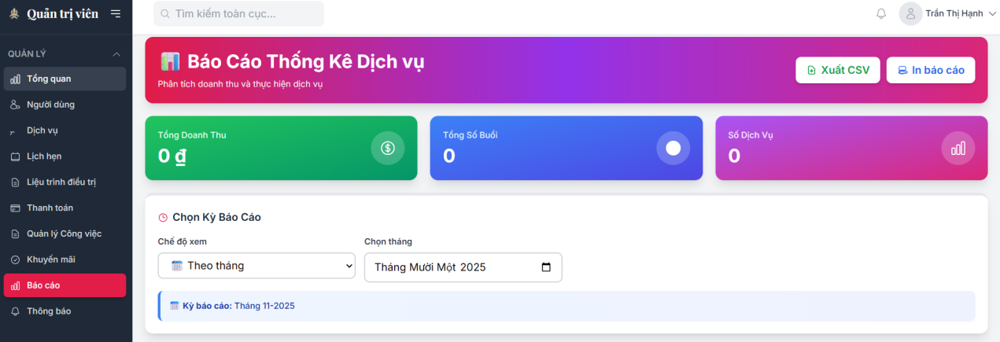 Quản trị viên
Tìm kiếm toàn cục...
Trần Thị Hạnh
QUẢN LÝ
Tổng quan
Người dùng
Dịch vụ
Lịch hẹn
Liệu trình điều trị
Thanh toán
Quản lý Công việc
Khuyến mãi
Báo cáo
Thông báo
Báo Cáo Thống Kê Dịch vụ
Phân tích doanh thu và thực hiện dịch vụ
Xuất CSV
In báo cáo
Tổng Doanh Thu
0 ₫
Tổng Số Buổi
0
Số Dịch Vụ
0
Chọn Kỳ Báo Cáo
Chế độ xem
Theo tháng
Chọn tháng
Tháng Mười Một 2025
Kỳ báo cáo: Tháng 11-2025